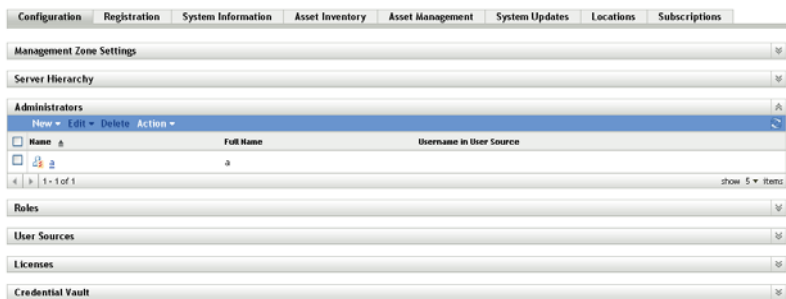 Configuration Registration System Information Asset Inventory Asset Management System Updates Locations Subscriptions
Management Zone Settings
Server Hierarchy
Administrators
New Edit Delete Action
Name Full Name Username in User Source
a a
1 - 1 of 1 show 5 items
Roles
User Sources
Licenses
Credential Vault